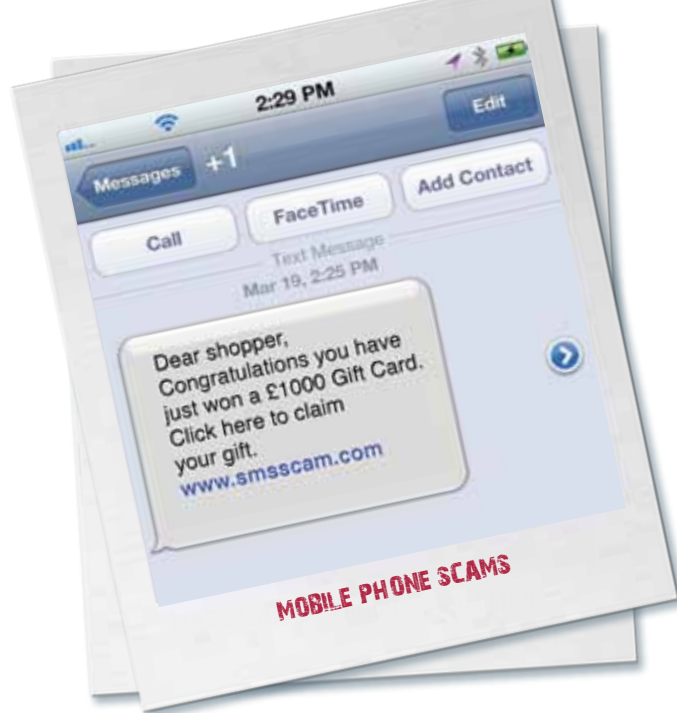 2:29 PM
Messages +1 Edit
Call FaceTime Add Contact
Text Message
Mar 19, 2:25 PM
Dear shopper,
Congratulations you have
just won a £1000 Gift Card.
Click here to claim
your gift.
www.smsscam.com
MOBILE PHONE SCAMS